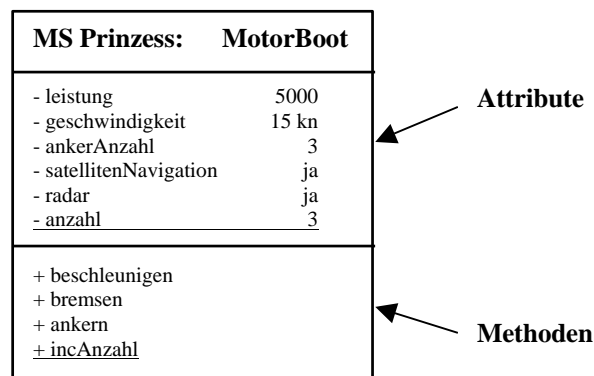 MS Prinzess: MotorBoot
- leistung 5000
- geschwindigkeit 15 kn
- ankerAnzahl 3
- satellitenNavigation ja
- radar ja
- anzahl 3
Attribute
+ beschleunigen
+ bremsen
+ ankern
+ incAnzahl
Methoden